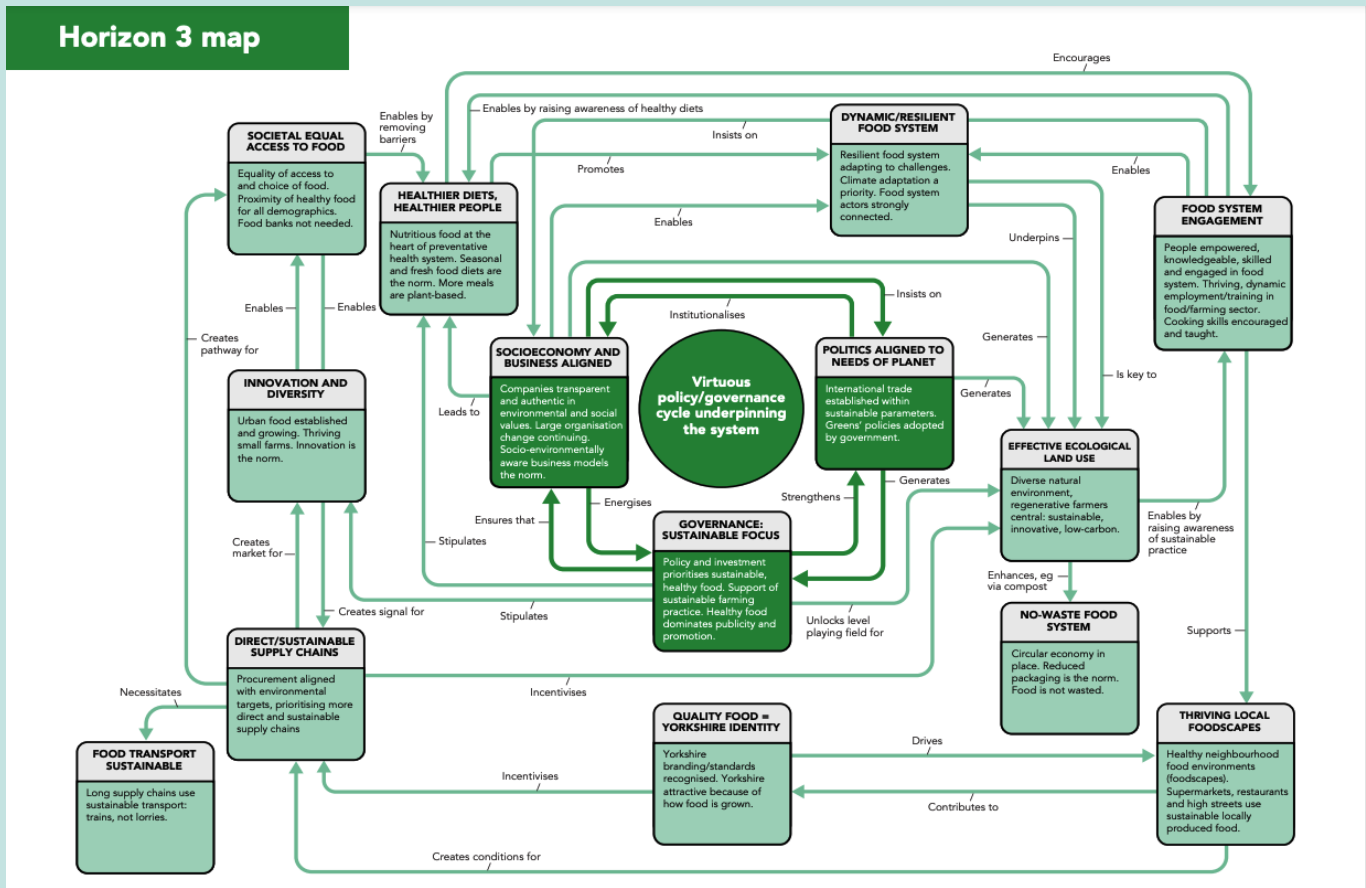 Horizon 3 map
Encourages
Enables by raising awareness of healthy diets
Insists on
Enables by
removing
barriers
Promotes
Enables
Enables
Underpins
SOCIETAL EQUAL
ACCESS TO FOOD
Equality of access to
and choice of food.
Proximity of healthy food
for all demographics.
Food banks not needed.
HEALTHIER DIETS,
HEALTHIER PEOPLE
Nutritious food at the
heart of preventative
health system. Seasonal
and fresh food diets are
the norm. More meals
are plant-based.
DYNAMIC/RESILIENT
FOOD SYSTEM
Resilient food system
adapting to challenges.
Climate adaptation a
priority. Food system
actors strongly
connected.
FOOD SYSTEM
ENGAGEMENT
People empowered,
knowledgeable, skilled
and engaged in food
system. Thriving, dynamic
employment/training in
food/farming sector.
Cooking skills encouraged
and taught.
Enables
Enables
Creates
pathway for
Institutionalises
Insists on
Generates
Is key to
INNOVATION AND
DIVERSITY
Urban food established
and growing. Thriving
small farms. Innovation is
the norm.
Leads to
SOCIOECONOMY AND
BUSINESS ALIGNED
Companies transparent
and authentic in
environmental and social
values. Large organisation
change continuing.
Socio-environmentally
aware business models
the norm.
Virtuous
policy/governance
cycle underpinning
the system
POLITICS ALIGNED TO
NEEDS OF PLANET
International trade
established within
sustainable parameters.
Greens' policies adopted
by government.
Generates
EFFECTIVE ECOLOGICAL
LAND USE
Diverse natural
environment,
regenerative farmers
central: sustainable,
innovative, low-carbon.
Generates
Strengthens
Energises
Ensures that
Stipulates
Stipulates
Creates
market for
Creates signal for
GOVERNANCE:
SUSTAINABLE FOCUS
Policy and investment
prioritises sustainable,
healthy food. Support of
sustainable farming
practice. Healthy food
dominates publicity and
promotion.
Unlocks level
playing field for
Enables by
raising awareness
of sustainable
practice
Enhances, eg
via compost
NO-WASTE FOOD
SYSTEM
Circular economy in
place. Reduced
packaging is the norm.
Food is not wasted.
Supports
DIRECT/SUSTAINABLE
SUPPLY CHAINS
Procurement aligned
with environmental
targets, prioritising more
direct and sustainable
supply chains
Incentivises
Necessitates
FOOD TRANSPORT
SUSTAINABLE
Long supply chains use
sustainable transport:
trains, not lorries.
Incentivises
QUALITY FOOD =
YORKSHIRE IDENTITY
Yorkshire
branding/standards
recognised. Yorkshire
attractive because of
how food is grown.
Drives
Contributes to
THRIVING LOCAL
FOODSCAPES
Healthy neighbourhood
food environments
(foodscapes).
Supermarkets, restaurants
and high streets use
sustainable locally
produced food.
Creates conditions for